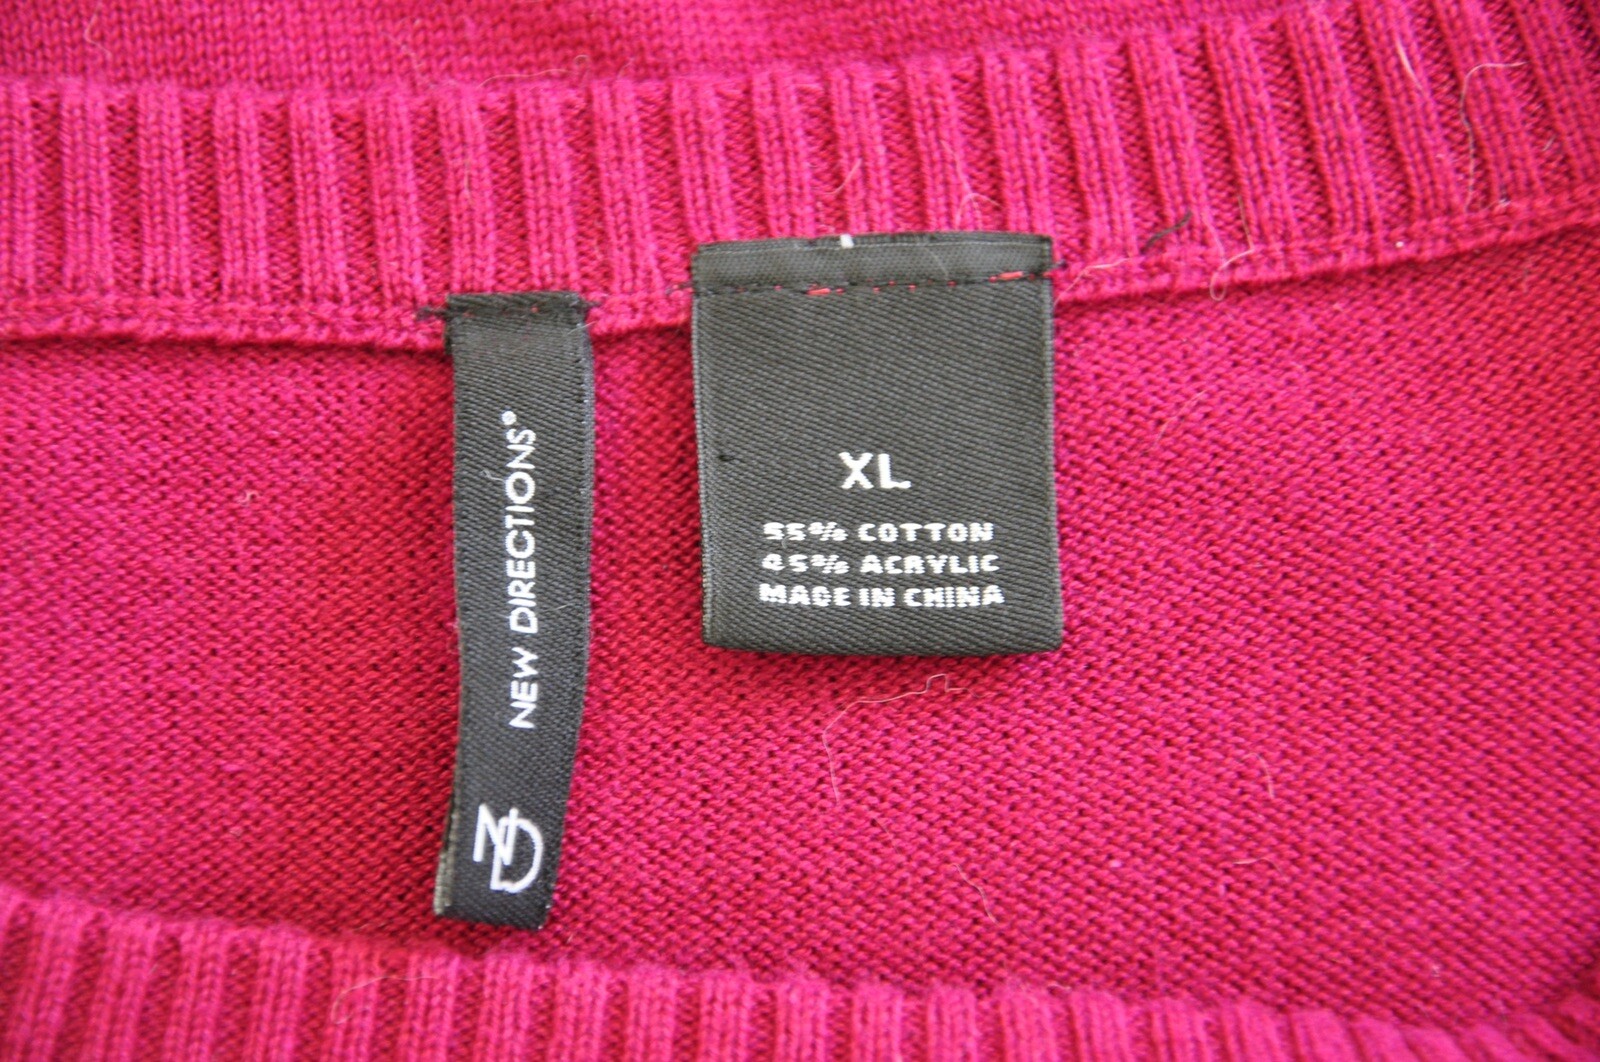 NEW DIRECTIONS®
ND
XL
55% COTTON
45% ACRYLIC
MADE IN CHINA